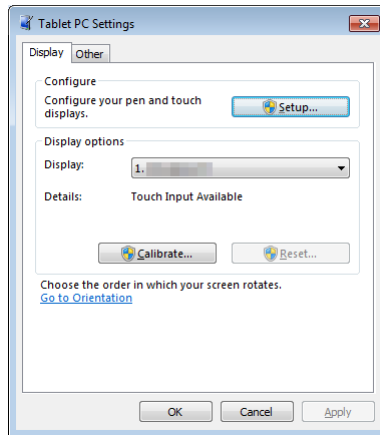 Tablet PC Settings
Display Other
Configure
Configure your pen and touch
displays.
Setup...
Display options
Display: 1.
Details: Touch Input Available
Calibrate... Reset...
Choose the order in which your screen rotates.
Go to Orientation
OK Cancel Apply